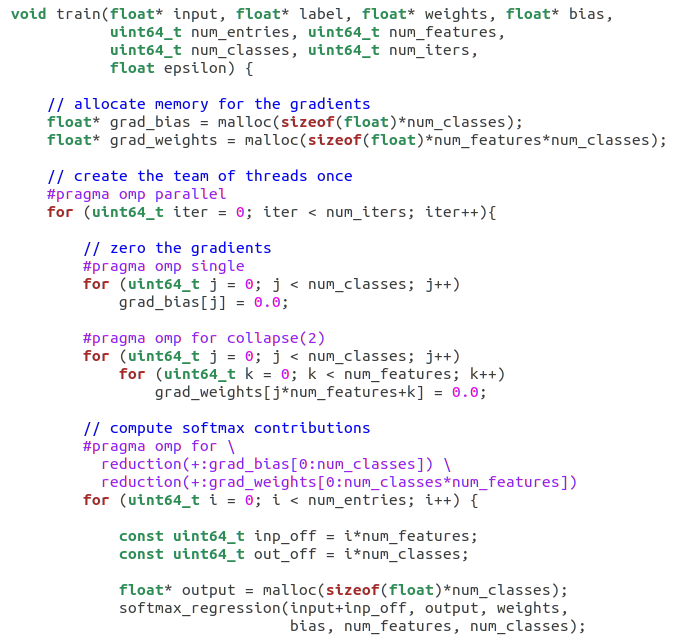 void train(float* input, float* label, float* weights, float* bias,
           uint64_t num_entries, uint64_t num_features,
           uint64_t num_classes, uint64_t num_iters,
           float epsilon) {

    // allocate memory for the gradients
    float* grad_bias = malloc(sizeof(float)*num_classes);
    float* grad_weights = malloc(sizeof(float)*num_features*num_classes);

    // create the team of threads once
    #pragma omp parallel
    for (uint64_t iter = 0; iter < num_iters; iter++){

        // zero the gradients
        #pragma omp single
        for (uint64_t j = 0; j < num_classes; j++)
            grad_bias[j] = 0.0;

        #pragma omp for collapse(2)
        for (uint64_t j = 0; j < num_classes; j++)
            for (uint64_t k = 0; k < num_features; k++)
                grad_weights[j*num_features+k] = 0.0;

        // compute softmax contributions
        #pragma omp for \
          reduction(+:grad_bias[0:num_classes]) \
          reduction(+:grad_weights[0:num_classes*num_features])
        for (uint64_t i = 0; i < num_entries; i++) {

            const uint64_t inp_off = i*num_features;
            const uint64_t out_off = i*num_classes;

            float* output = malloc(sizeof(float)*num_classes);
            softmax_regression(input+inp_off, output, weights,
                               bias, num_features, num_classes);